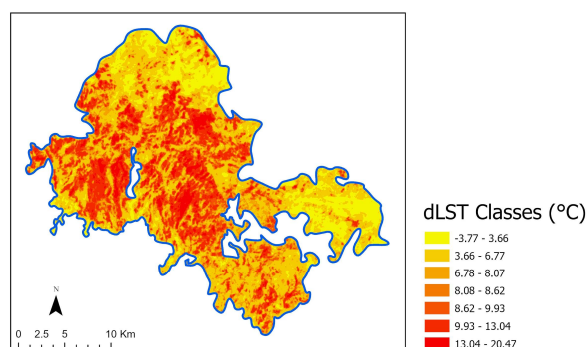 dLST Classes (°C)
-3.77 - 3.66
3.66 - 6.77
6.78 - 8.07
8.08 - 8.62
8.62 - 9.93
9.93 - 13.04
13.04 - 20.47
N
0 2.5 5 10 Km